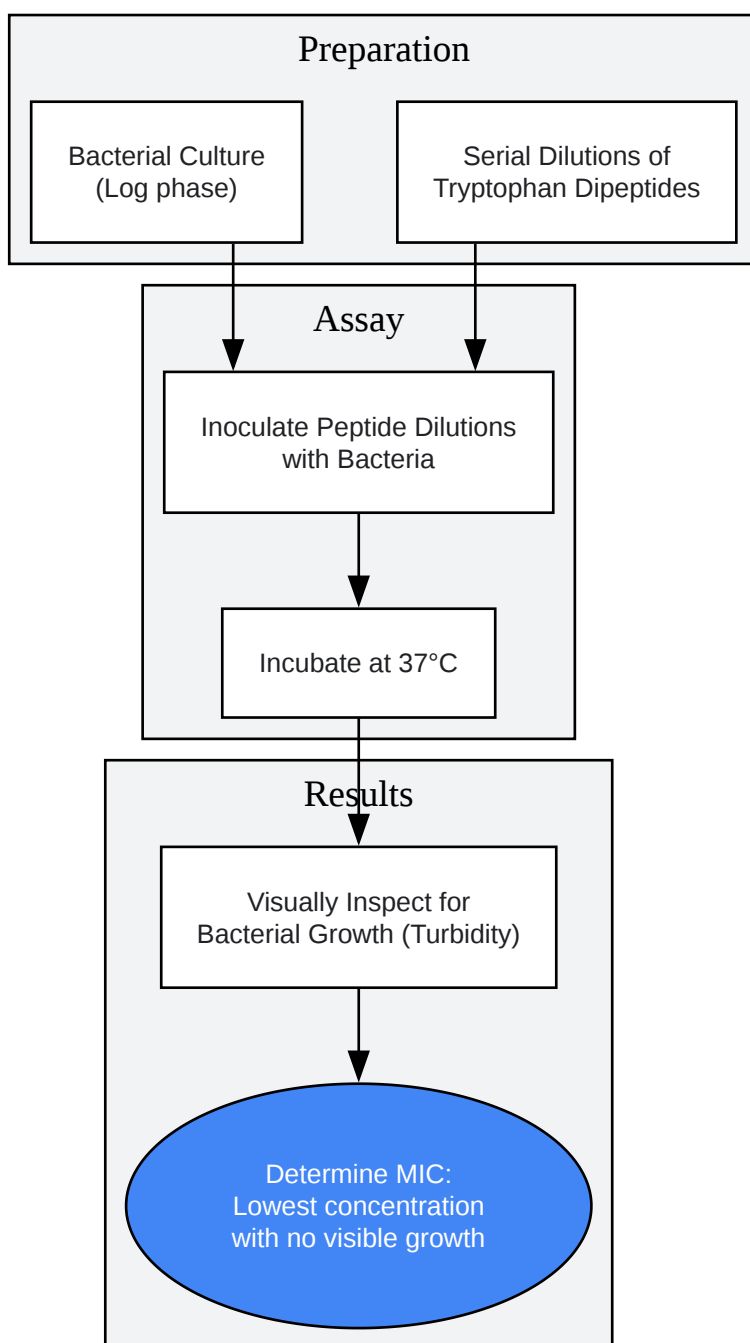 Preparation
Bacterial Culture
(Log phase)
Serial Dilutions of
Tryptophan Dipeptides
Assay
Inoculate Peptide Dilutions
with Bacteria
Incubate at 37°C
Results
Visually Inspect for
Bacterial Growth (Turbidity)
Determine MIC:
Lowest concentration
with no visible growth